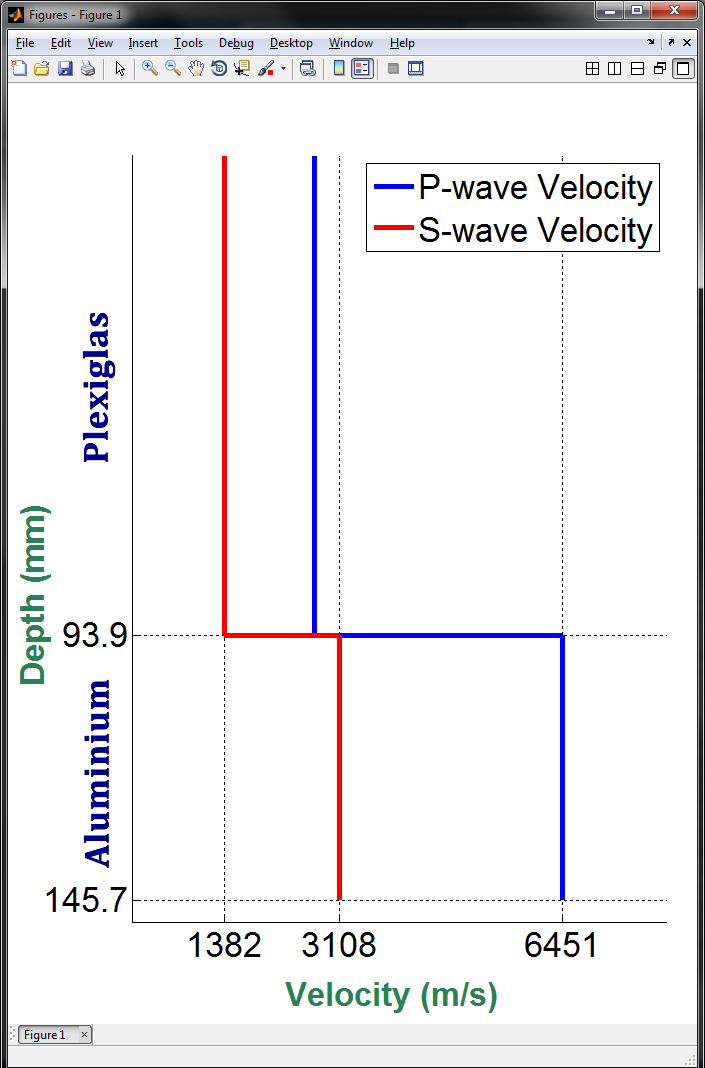 Figures - Figure 1
File Edit View Insert Tools Debug Desktop Window Help
P-wave Velocity
S-wave Velocity
Plexiglas
Depth (mm)
93.9
Aluminium
145.7
1382 3108 6451
Velocity (m/s)
Figure 1